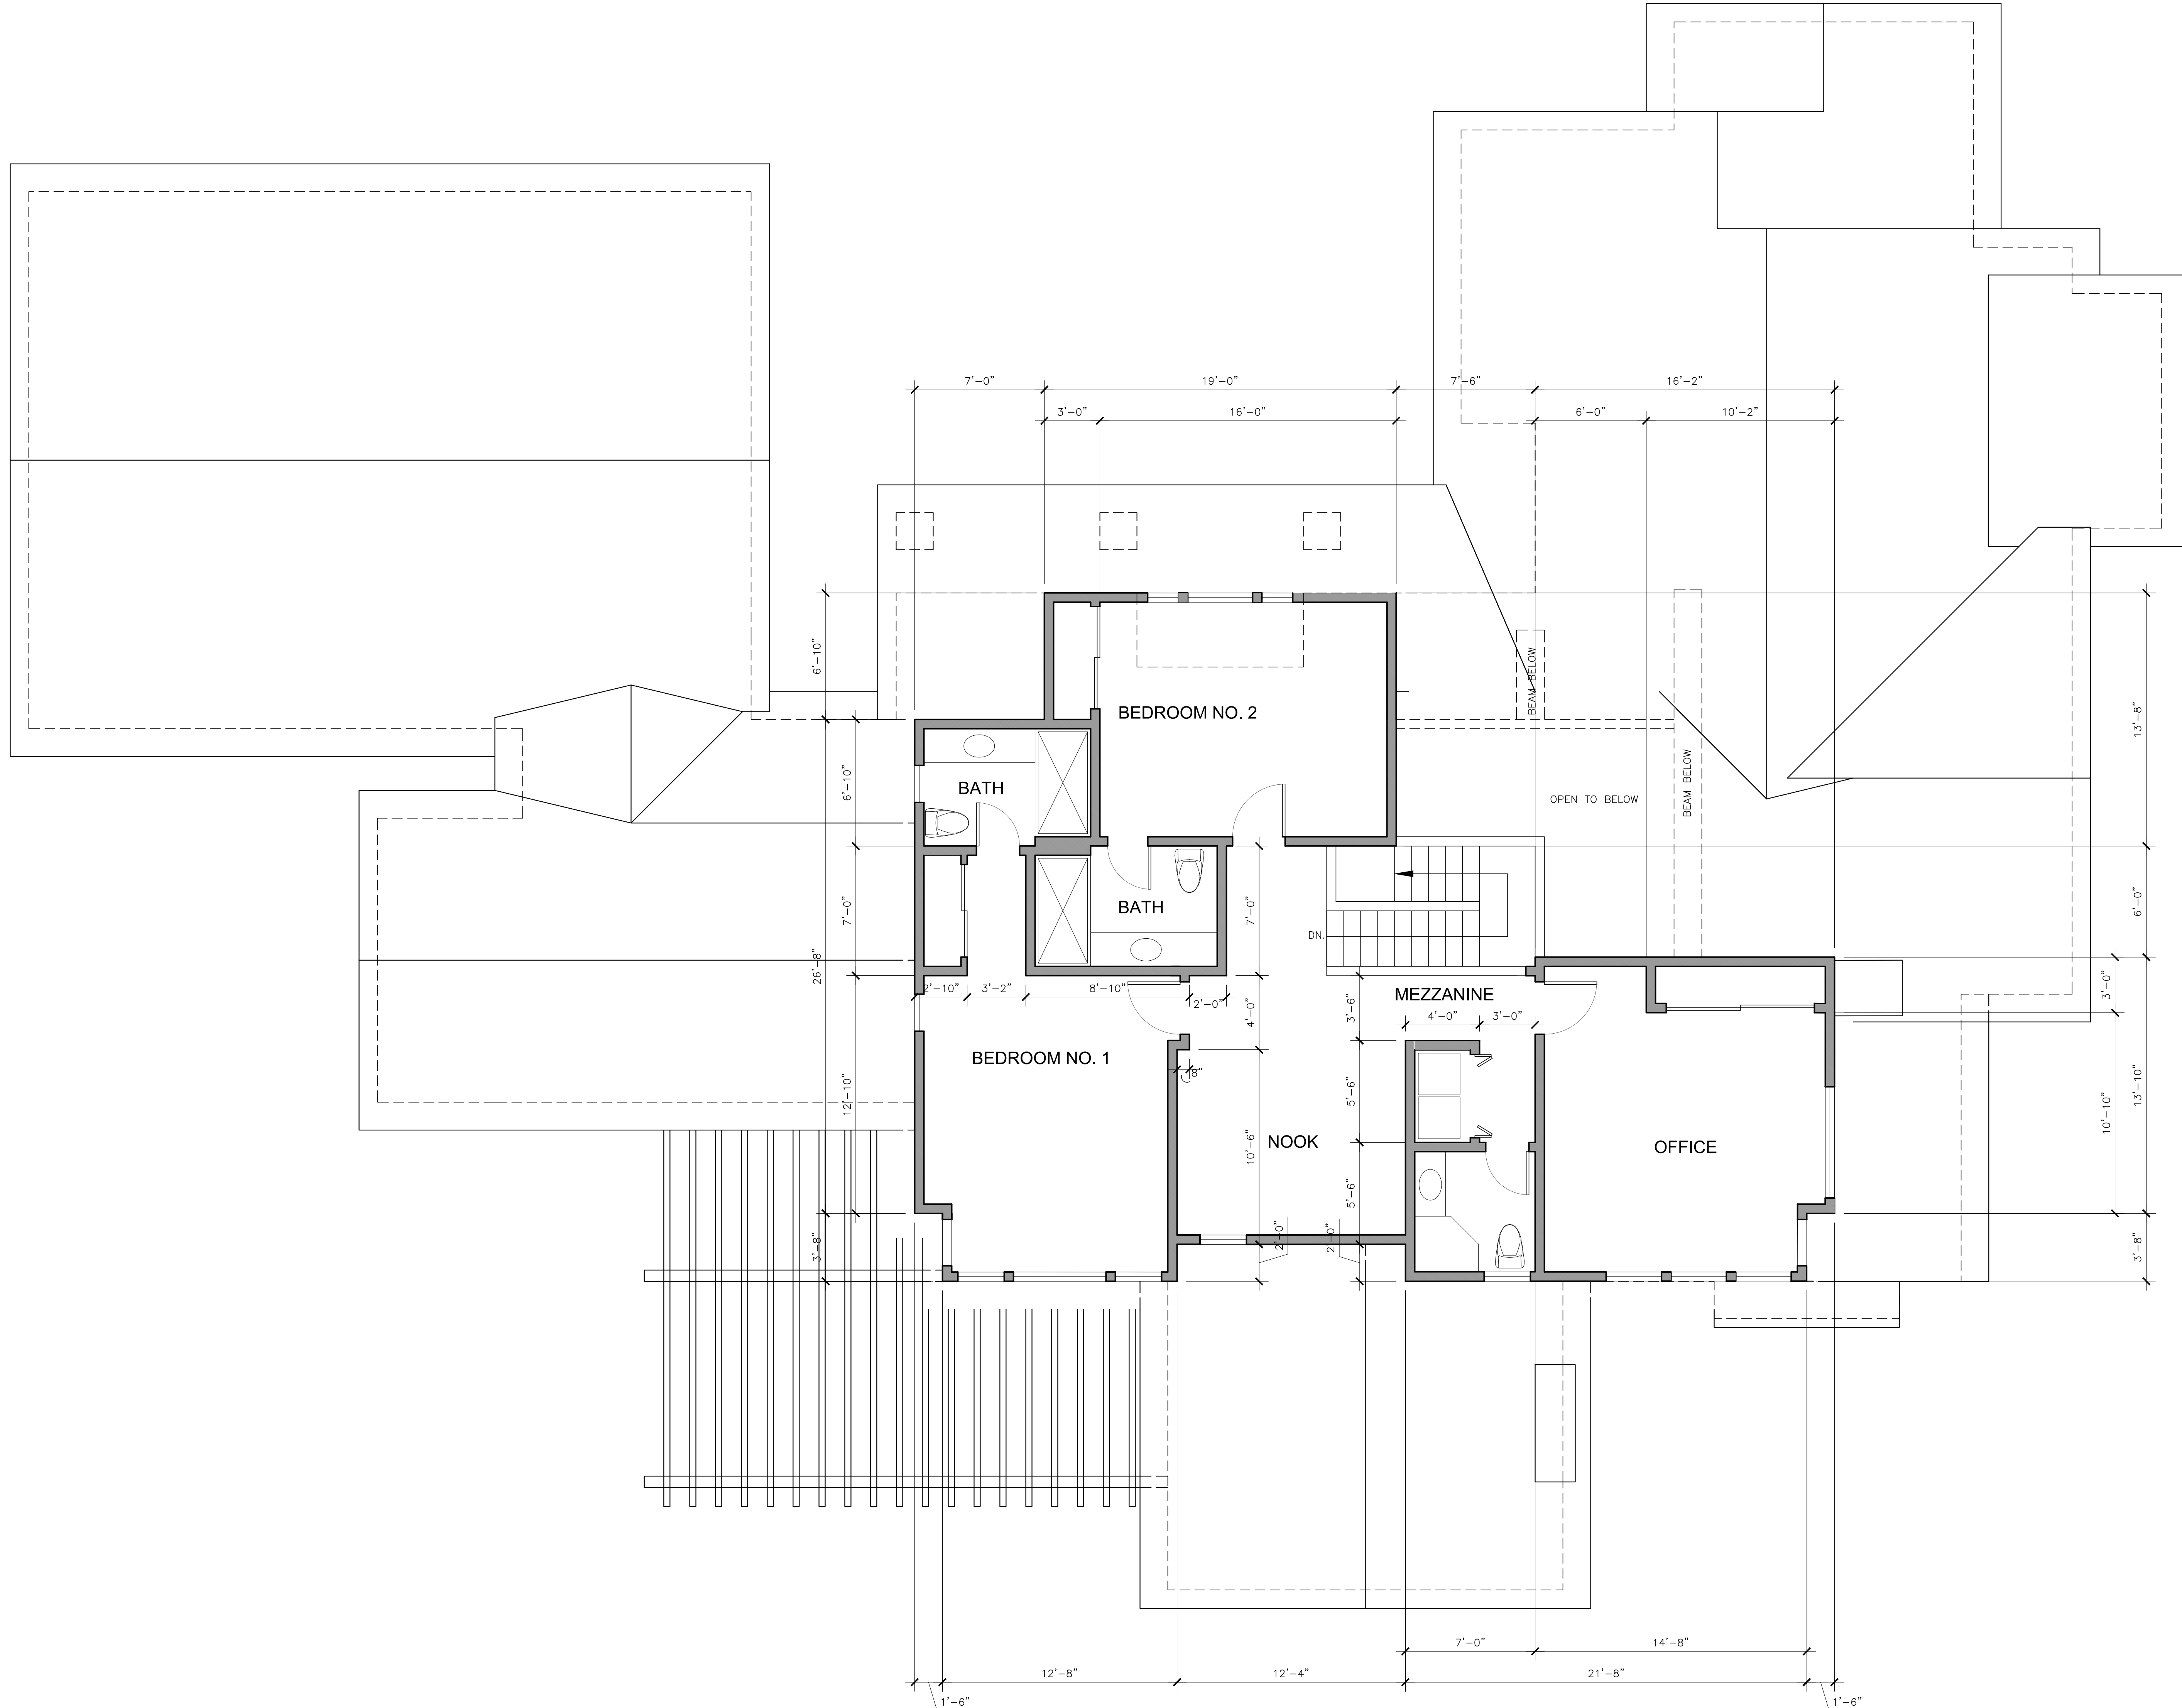 7'-0" 19'-0" 7'-6" 16'-2"
3'-0" 16'-0" 6'-0" 10'-2"
6'-10"
BEAM BELOW
BEDROOM NO. 2
13'-8"
6'-10"
BATH
OPEN TO BELOW
BEAM BELOW
7'-0"
BATH
7'-0"
DN.
6'-0"
26'-8"
2'-10" 3'-2" 8'-10" 2'-0"
4'-0"
3'-6"
MEZZANINE
4'-0" 3'-0"
3'-0"
BEDROOM NO. 1
8"
12'-10"
5'-6"
13'-10"
10'-10"
10'-6"
NOOK
OFFICE
5'-6"
3'-8"
2'-0"
2'-0"
3'-8"
7'-0" 14'-8"
12'-8" 12'-4" 21'-8"
1'-6" 1'-6"